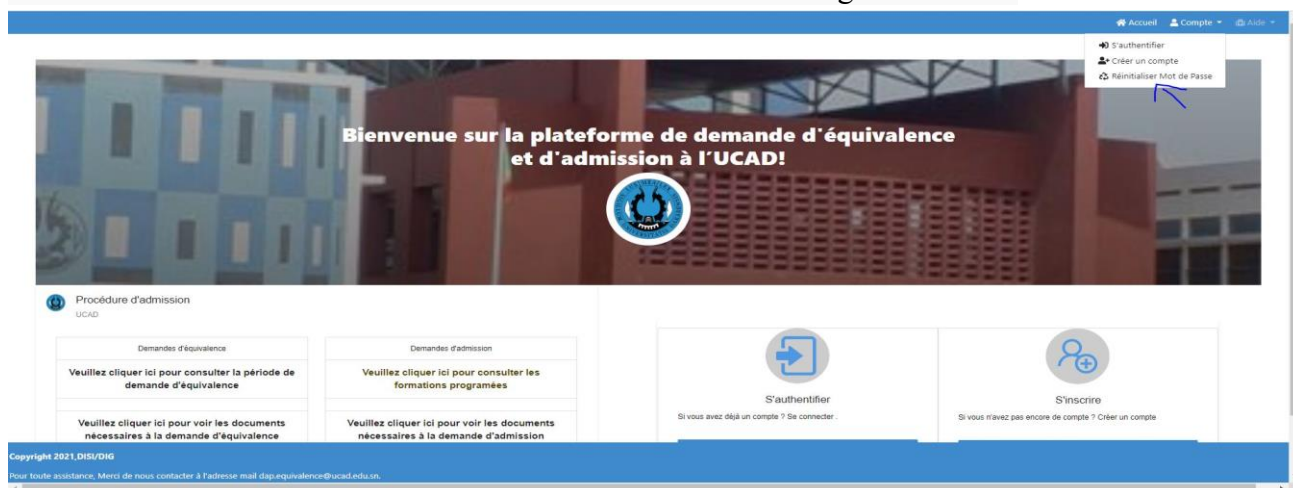 Accueil Compte Aide
S'authentifier
Créer un compte
Réinitialiser Mot de Passe
Bienvenue sur la plateforme de demande d'équivalence
et d'admission à l'UCAD!
Procédure d'admission
UCAD
Demandes d'équivalence
Veuillez cliquer ici pour consulter la période de
demande d'équivalence
Veuillez cliquer ici pour voir les documents
nécessaires à la demande d'équivalence
Demandes d'admission
Veuillez cliquer ici pour consulter les
formations programées
Veuillez cliquer ici pour voir les documents
nécessaires à la demande d'admission
S'authentifier
Si vous avez déjà un compte ? Se connecter .
S'inscrire
Si vous n'avez pas encore de compte ? Créer un compte
Copyright 2021,DISI/DIG
Pour toute assistance, Merci de nous contacter à l'adresse mail dap.equivalence@ucad.edu.sn.